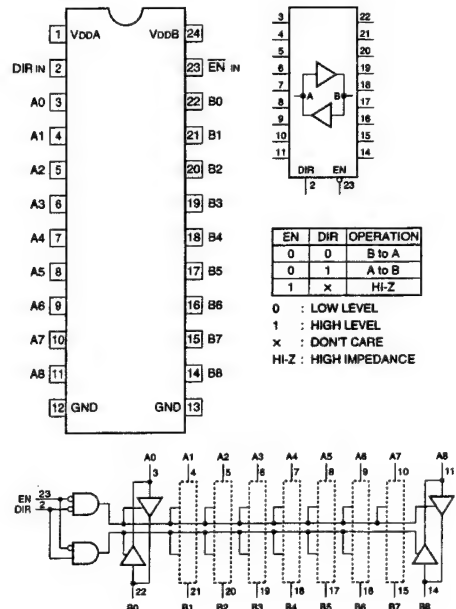 1 VDDA VDDB 24
DIR IN 2 23 EN IN
A0 3 22 B0
A1 4 21 B1
A2 5 20 B2
A3 6 19 B3
A4 7 18 B4
A5 8 17 B5
A6 9 16 B6
A7 10 15 B7
A8 11 14 B8
12 GND GND 13
3 22
4 21
5 20
6 19
7 A B 18
8 17
9 16
10 15
11 14
DIR EN
2 23
EN DIR OPERATION
0 0 B to A
0 1 A to B
1 × Hi-Z
0 : LOW LEVEL
1 : HIGH LEVEL
× : DON'T CARE
HI-Z : HIGH IMPEDANCE
A0 A1 A2 A3 A4 A5 A6 A7 A8
3 4 5 6 7 8 9 10 11
EN 23
DIR 2
22 21 20 19 18 17 16 15 14
B0 B1 B2 B3 B4 B5 B6 B7 B8